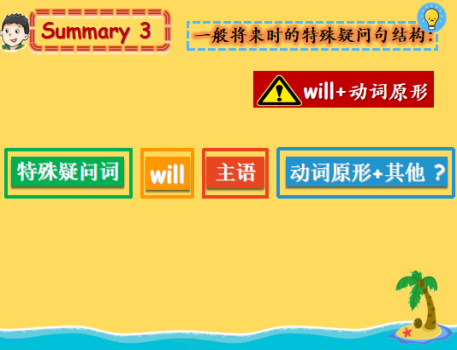 Summary 3
一般将来时的特殊疑问句结构:
will+动词原形
特殊疑问词 will 主语 动词原形+其他 ?